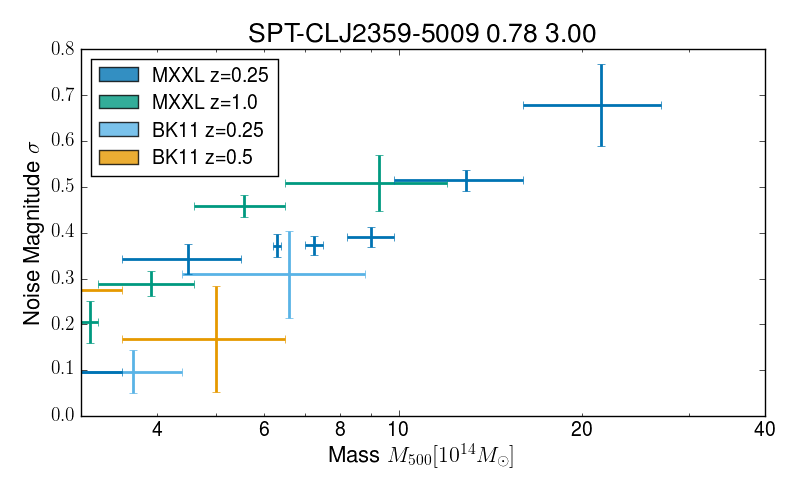 SPT-CLJ2359-5009 0.78 3.00
0.8
0.7
0.6
0.5
0.4
0.3
0.2
0.1
0.0
Noise Magnitude σ
MXXL z=0.25
MXXL z=1.0
BK11 z=0.25
BK11 z=0.5
4 6 8 10 20 40
Mass M₅₀₀[10¹⁴M☉]